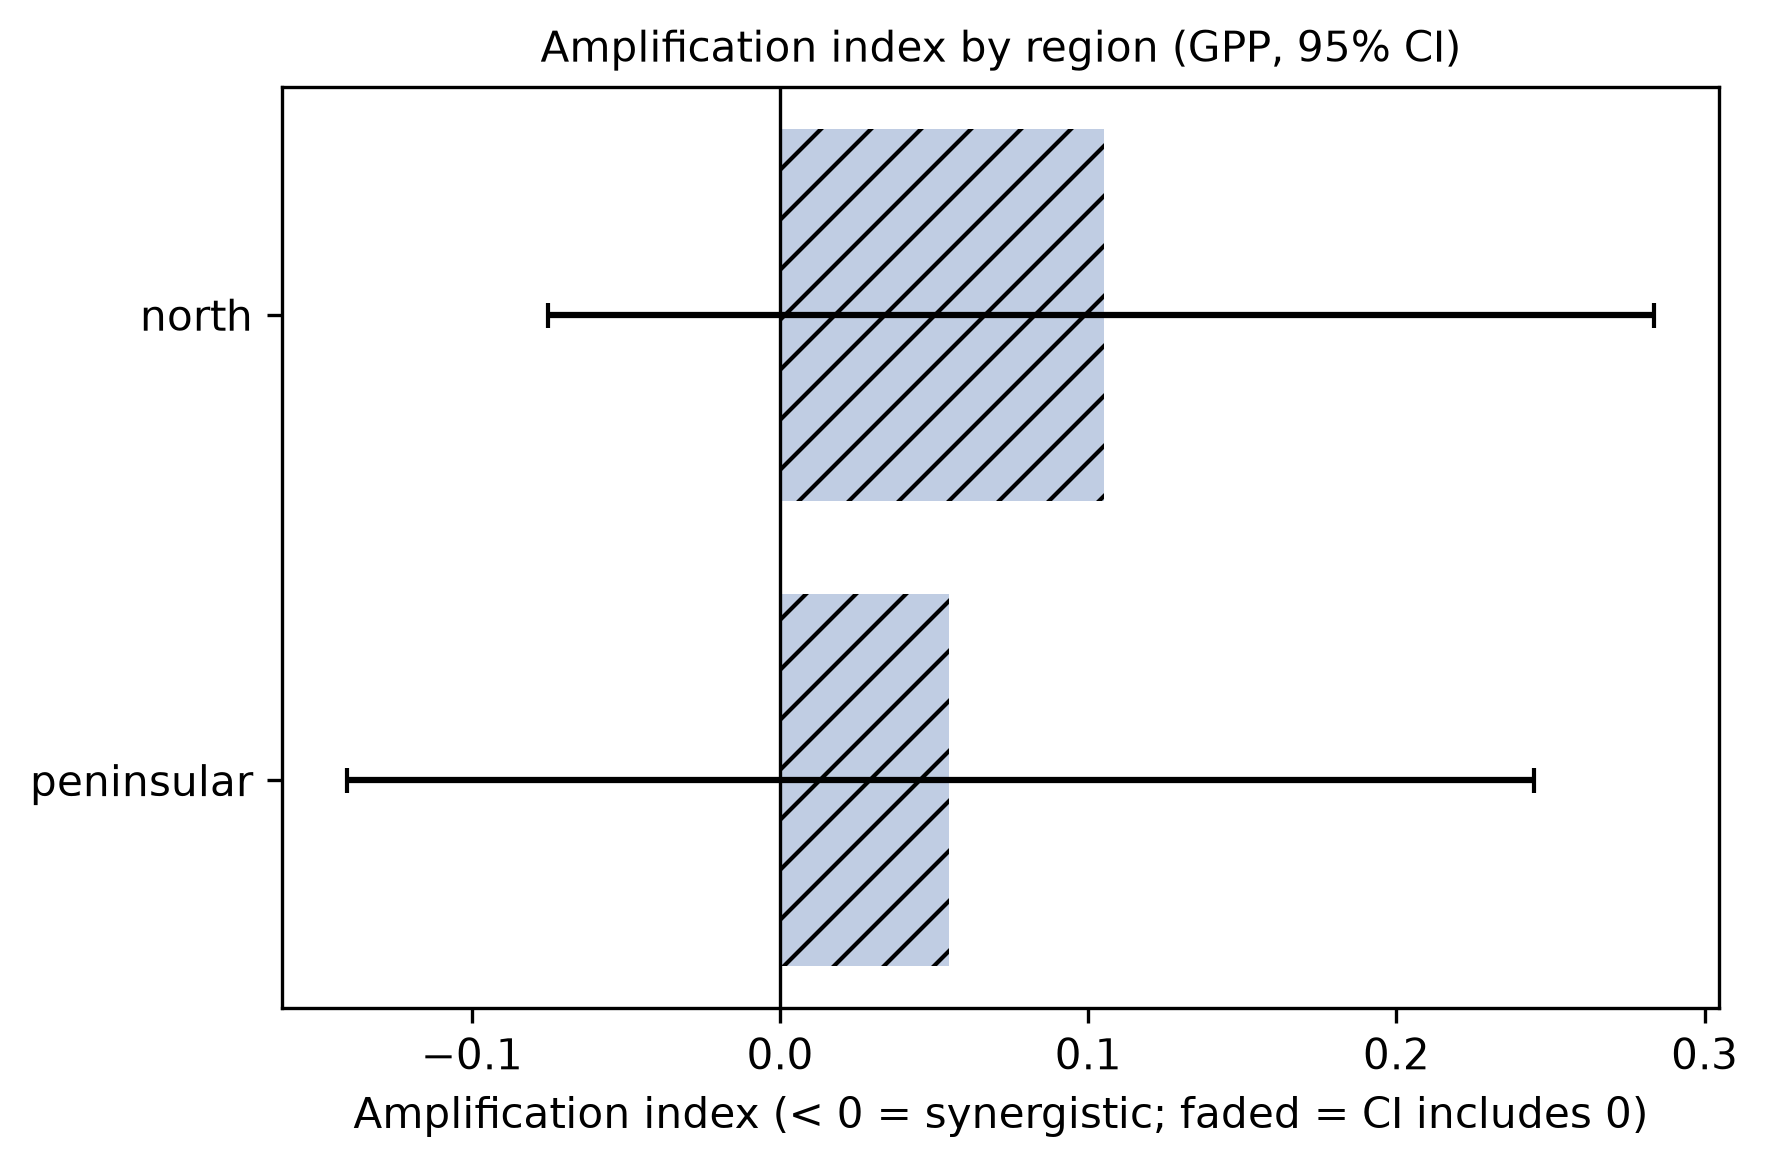 Amplification index by region (GPP, 95% CI)
north
peninsular
−0.1 0.0 0.1 0.2 0.3
Amplification index (< 0 = synergistic; faded = CI includes 0)